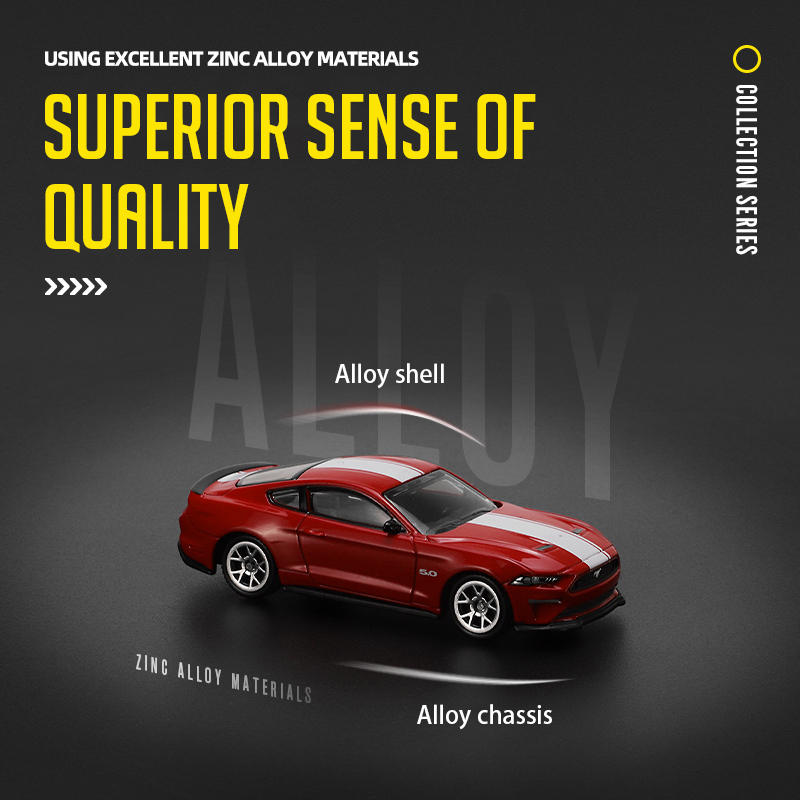 USING EXCELLENT ZINC ALLOY MATERIALS
SUPERIOR SENSE OF
QUALITY
COLLECTION SERIES
ALLOY
Alloy shell
5.0
ZINC ALLOY MATERIALS
Alloy chassis